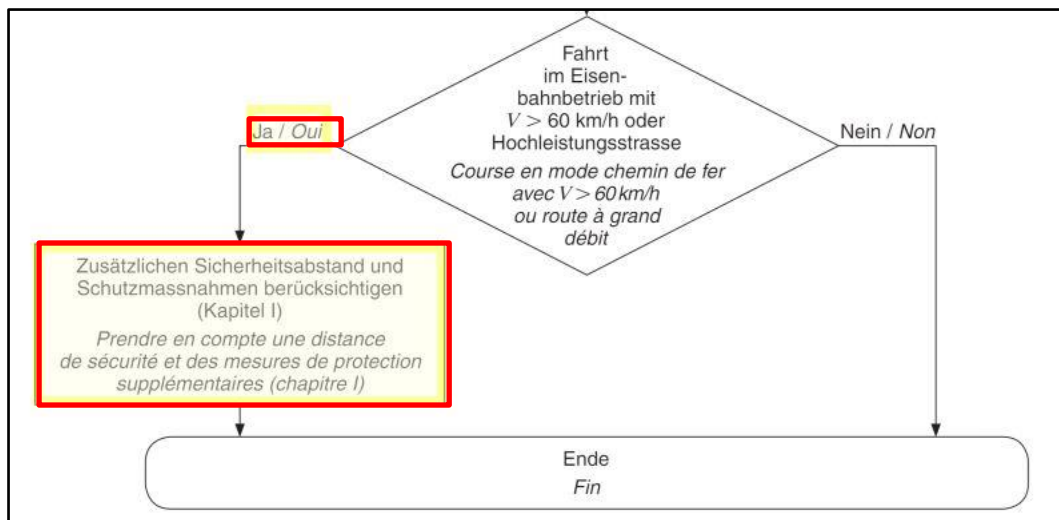 Fahrt
im Eisen-
bahnbetrieb mit
V > 60 km/h oder
Hochleistungsstrasse
Course en mode chemin de fer
avec V > 60 km/h
ou route à grand
débit
Ja / Oui
Nein / Non
Zusätzlichen Sicherheitsabstand und
Schutzmassnahmen berücksichtigen
(Kapitel I)
Prendre en compte une distance
de sécurité et des mesures de protection
supplémentaires (chapitre I)
Ende
Fin